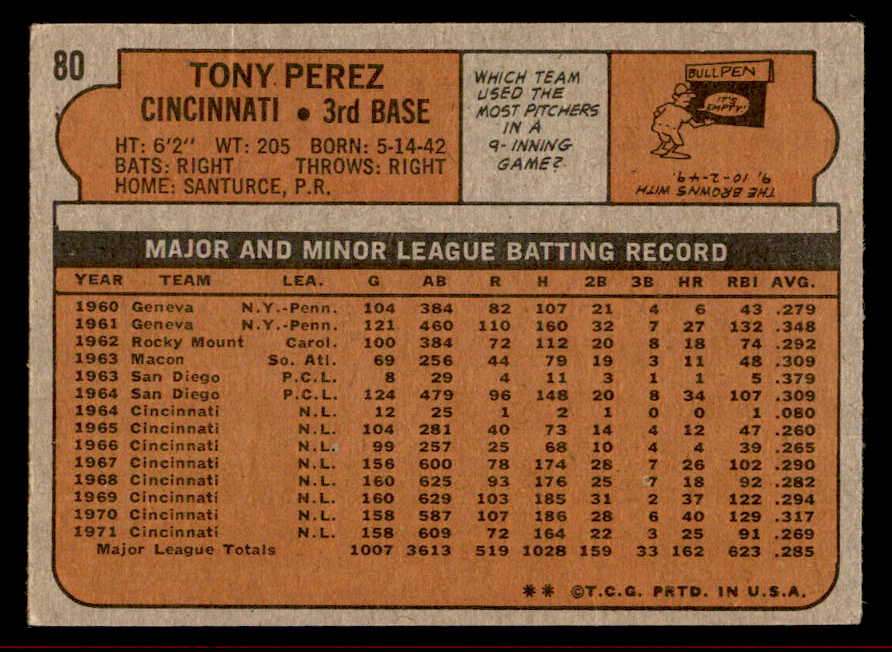 80
TONY PEREZ
CINCINNATI • 3rd BASE
HT: 6'2" WT: 205 BORN: 5-14-42
BATS: RIGHT THROWS: RIGHT
HOME: SANTURCE, P.R.
WHICH TEAM
USED THE
MOST PITCHERS
IN A
9-INNING
GAME?
BULLPEN
IT'S
EMPTY!
THE BROWNS WITH
9, 10-2-49.
MAJOR AND MINOR LEAGUE BATTING RECORD
YEAR TEAM LEA. G AB R H 2B 3B HR RBI AVG.
1960 Geneva N.Y.-Penn. 104 384 82 107 21 4 6 43 .279
1961 Geneva N.Y.-Penn. 121 460 110 160 32 7 27 132 .348
1962 Rocky Mount Carol. 100 384 72 112 20 8 18 74 .292
1963 Macon So. Atl. 69 256 44 79 19 3 11 48 .309
1963 San Diego P.C.L. 8 29 4 11 3 1 1 5 .379
1964 San Diego P.C.L. 124 479 96 148 20 8 34 107 .309
1964 Cincinnati N.L. 12 25 1 2 1 0 0 1 .080
1965 Cincinnati N.L. 104 281 40 73 14 4 12 47 .260
1966 Cincinnati N.L. 99 257 25 68 10 4 4 39 .265
1967 Cincinnati N.L. 156 600 78 174 28 7 26 102 .290
1968 Cincinnati N.L. 160 625 93 176 25 7 18 92 .282
1969 Cincinnati N.L. 160 629 103 185 31 2 37 122 .294
1970 Cincinnati N.L. 158 587 107 186 28 6 40 129 .317
1971 Cincinnati N.L. 158 609 72 164 22 3 25 91 .269
Major League Totals 1007 3613 519 1028 159 33 162 623 .285
** ©T.C.G. PRTD. IN U.S.A.